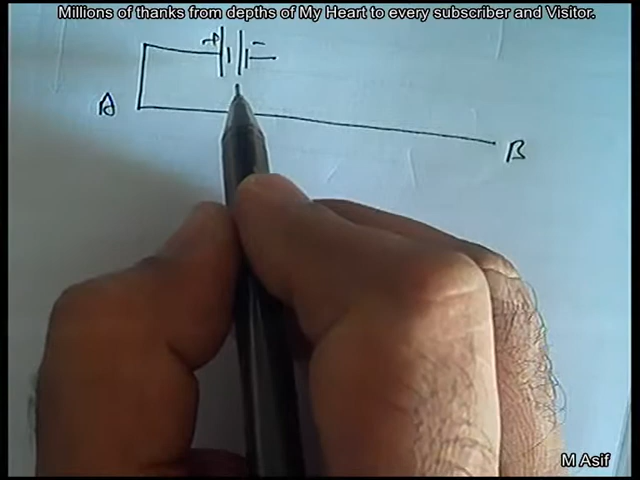 Millions of thanks from depths of My Heart to every subscriber and Visitor.
+ -
A
B
M Asif